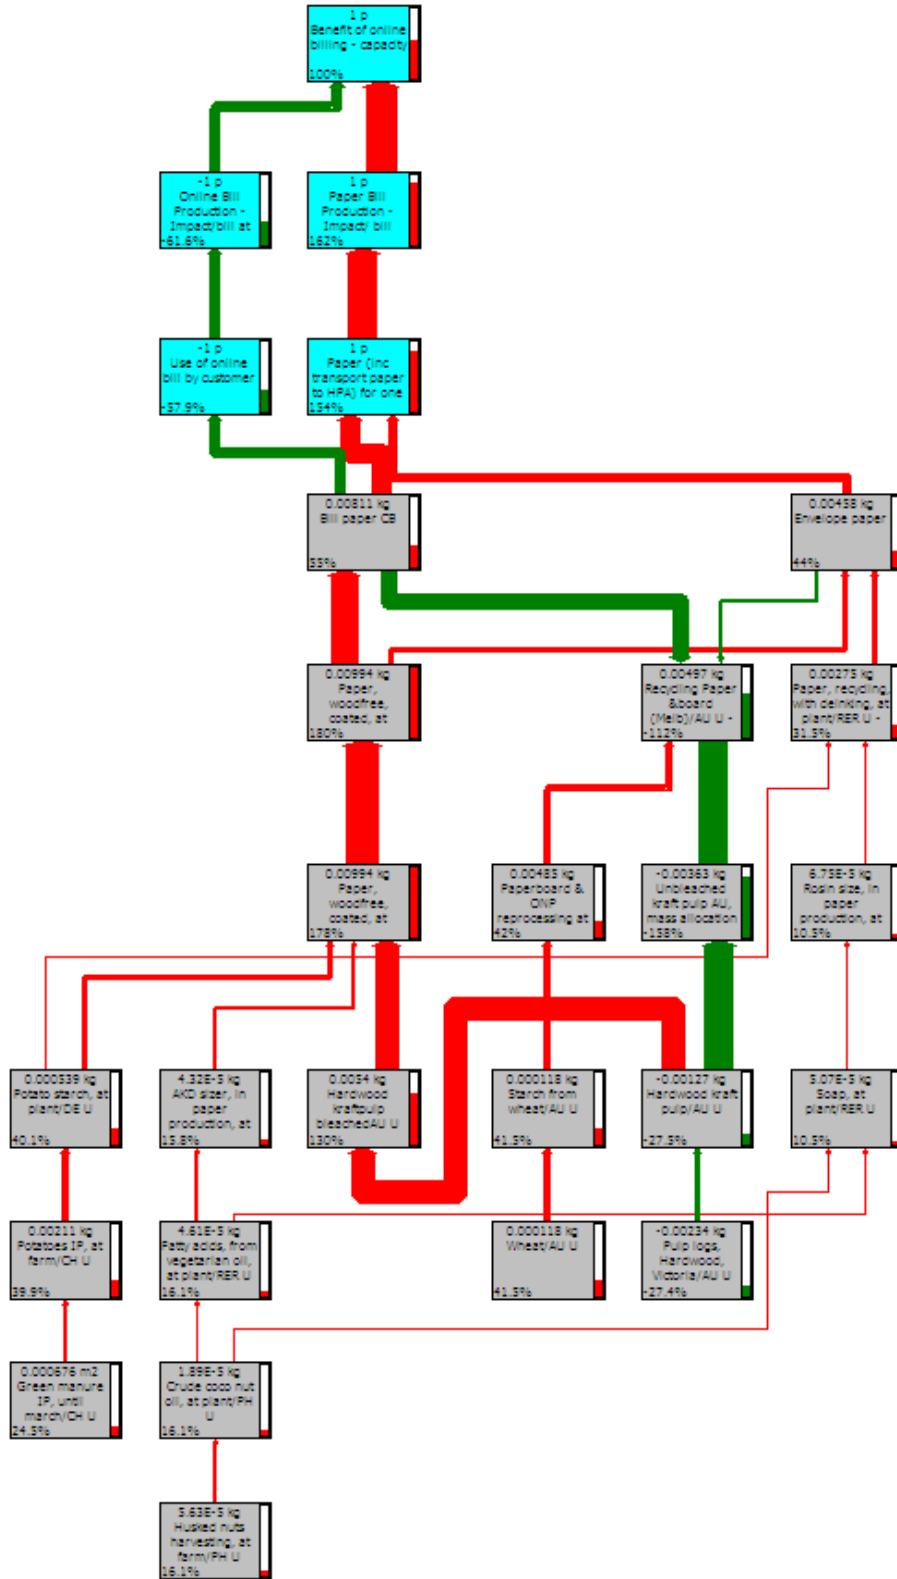 1 p
Benefit of online
billing - capacity
100%
-1 p
Online Bill
Production -
Impact/bill at
-61.6%
1 p
Paper Bill
Production -
Impact/ bill
162%
-1 p
Use of online
bill by customer
-57.9%
1 p
Paper (inc
transport paper
to HPA) for one
154%
0.00811 kg
Bill paper CB
53%
0.00458 kg
Envelope paper
44%
0.00994 kg
Paper,
woodfree,
coated, at
180%
0.00497 kg
Recycling Paper
&board
(Melb)/AU U -
-112%
0.00275 kg
Paper, recycling,
with deinking, at
plant/RER U -
31.5%
0.00994 kg
Paper,
woodfree,
coated, at
178%
0.00485 kg
Paperboard &
ONP
reprocessing at
42%
-0.00363 kg
Unbleached
kraft pulp AU,
mass allocation
-158%
6.75E-5 kg
Rosin size, in
paper
production, at
10.5%
0.000539 kg
Potato starch, at
plant/DE U
40.1%
4.32E-5 kg
AKD sizer, in
paper
production, at
15.8%
0.0054 kg
Hardwood
kraftpulp
bleachedAU U
130%
0.000118 kg
Starch from
wheat/AU U
41.5%
-0.00127 kg
Hardwood kraft
pulp/AU U
-27.5%
5.07E-5 kg
Soap, at
plant/RER U
10.5%
0.00211 kg
Potatoes IP, at
farm/CH U
39.9%
4.61E-5 kg
Fatty acids, from
vegetarian oil,
at plant/RER U
16.1%
0.000118 kg
Wheat/AU U
41.5%
-0.00234 kg
Pulp logs,
Hardwood,
Victoria/AU U
-27.4%
0.000676 m2
Green manure
IP, until
march/CH U
24.5%
1.89E-5 kg
Crude coco nut
oil, at plant/PH
U
16.1%
5.63E-5 kg
Husked nuts
harvesting, at
farm/PH U
16.1%